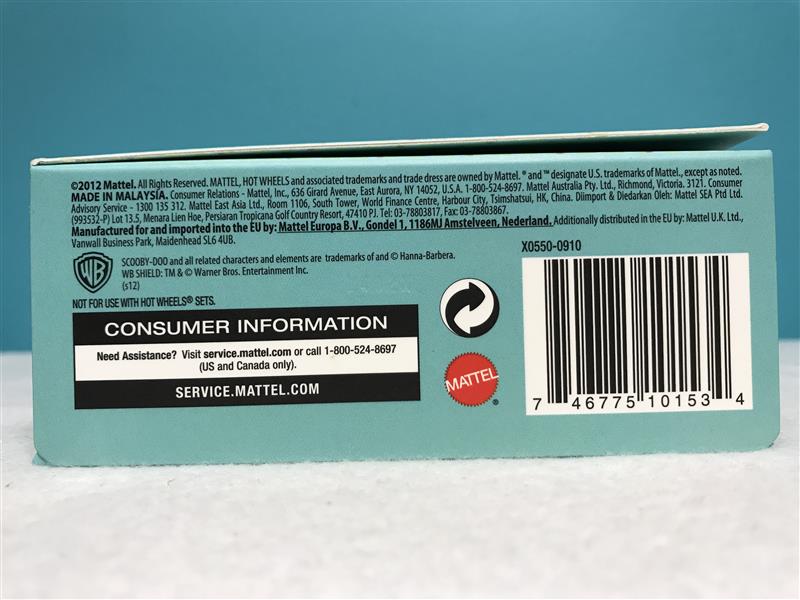 ©2012 Mattel. All Rights Reserved. MATTEL, HOT WHEELS and associated trademarks and trade dress are owned by Mattel. ® and ™ designate U.S. trademarks of Mattel., except as noted.
MADE IN MALAYSIA. Consumer Relations - Mattel, Inc., 636 Girard Avenue, East Aurora, NY 14052, U.S.A. 1-800-524-8697. Mattel Australia Pty. Ltd., Richmond, Victoria. 3121. Consumer
Advisory Service - 1300 135 312. Mattel East Asia Ltd., Room 1106, South Tower, World Finance Centre, Harbour City, Tsimshatsui, HK, China. Diimport & Diedarkan Oleh: Mattel SEA Ptd Ltd.
(993532-P) Lot 13.5, Menara Lien Hoe, Persiaran Tropicana Golf Country Resort, 47410 PJ. Tel: 03-78803817, Fax: 03-78803867.
Manufactured for and imported into the EU by: Mattel Europa B.V., Gondel 1, 1186MJ Amstelveen, Nederland. Additionally distributed in the EU by: Mattel U.K. Ltd.,
Vanwall Business Park, Maidenhead SL6 4UB.
WB
SCOOBY-DOO and all related characters and elements are trademarks of and © Hanna-Barbera.
WB SHIELD: TM & © Warner Bros. Entertainment Inc.
(s12)
NOT FOR USE WITH HOT WHEELS® SETS.
CONSUMER INFORMATION
Need Assistance? Visit service.mattel.com or call 1-800-524-8697
(US and Canada only).
SERVICE.MATTEL.COM
MATTEL®
X0550-0910
7 46775 10153 4